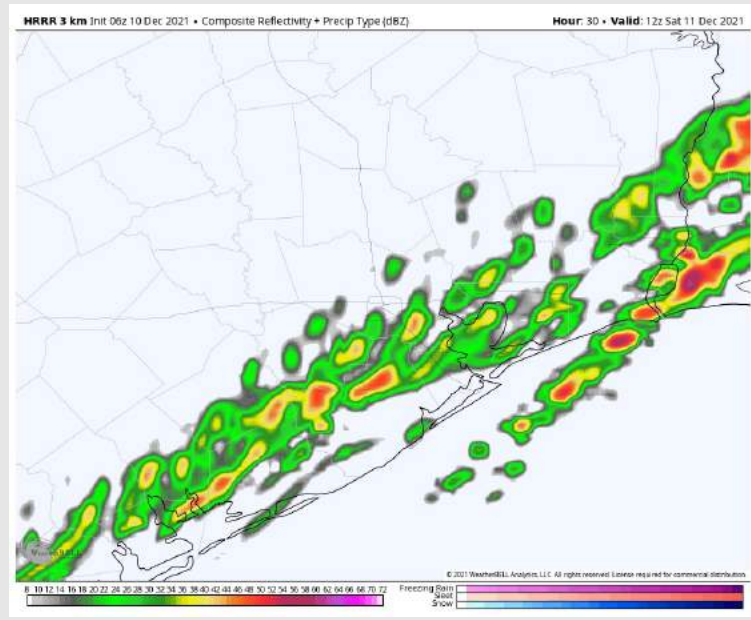 HRRR 3 km Init 06z 10 Dec 2021 • Composite Reflectivity + Precip Type (dBZ)
Hour: 30 • Valid: 12z Sat 11 Dec 2021
© 2021 WeatherBELL Analytics, LLC. All rights reserved. License required for commercial distribution.
8 10 12 14 16 18 20 22 24 26 28 30 32 34 36 38 40 42 44 46 48 50 52 54 56 58 60 62 64 66 68 70 72
Freezing Rain
Sleet
Snow